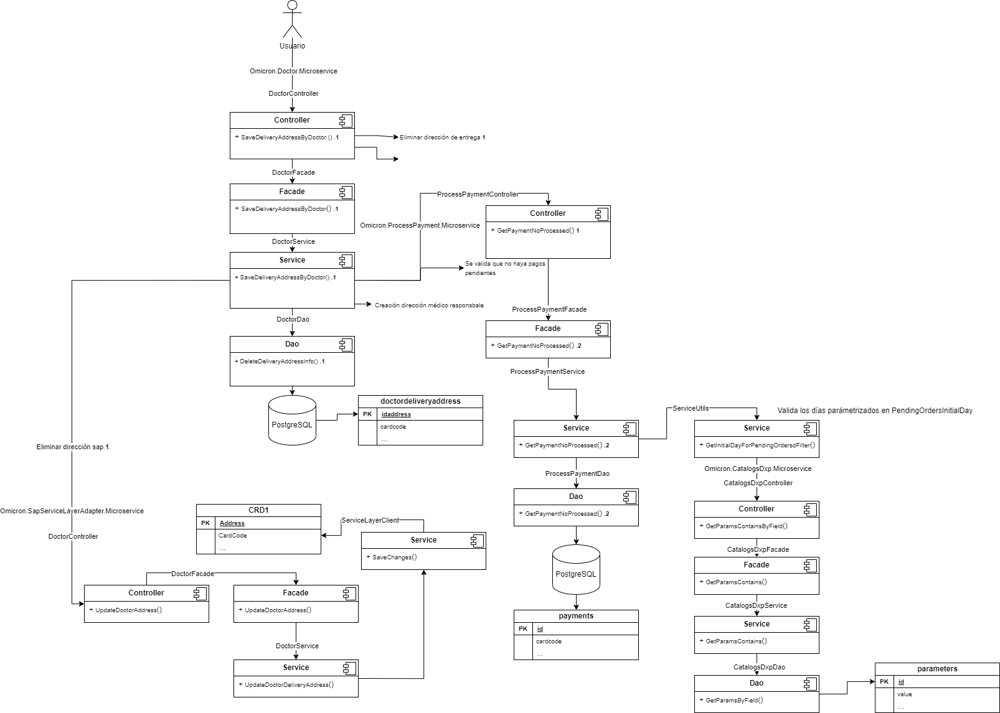 Usuario
Omicron.Doctor.Microservice
DoctorController
Controller
+ SaveDeliveryAddressByDoctor () .1
Eliminar dirección de entrega 1
DoctorFacade
Facade
+ SaveDeliveryAddressByDoctor() .1
DoctorService
Service
+ SaveDeliveryAddressByDoctor() .1
ProcessPaymentController
Omicron.ProcessPayment.Microservice
Controller
+ GetPaymentNoProcessed() 1
Se valida que no haya pagos
pendientes
Creación dirección médico responsbale
DoctorDao
Dao
+ DeleteDeliveryAddressInfo() .1
PostgreSQL
doctordeliveryaddress
PK idaddress
cardcode
...
ProcessPaymentFacade
Facade
+ GetPaymentNoProcessed() .2
ProcessPaymentService
Service
+ GetPaymentNoProcessed() .2
ServiceUtils
Valida los días parámetrizados en PendingOrdersInitialDay
Service
+ GetInitialDayForPendingOrdersdFilter()
ProcessPaymentDao
Dao
+ GetPaymentNoProcessed() .2
PostgreSQL
payments
PK id
cardcode
...
Omicron.CatalogsDxp.Microservice
CatalogsDxpController
Controller
+ GetParamsContainsByField()
CatalogsDxpFacade
Facade
+ GetParamsContains()
CatalogsDxpService
Service
+ GetParamsContains()
CatalogsDxpDao
Dao
+ GetParamsByField()
parameters
PK id
value
...
Eliminar dirección sap 1.
Omicron.SapServiceLayerAdapter.Microservice
DoctorController
Controller
+ UpdateDoctorAddress()
DoctorFacade
Facade
+ UpdateDoctorAddress()
DoctorService
Service
+ UpdateDoctorDeliveryAddress()
Service
+ SaveChanges()
ServiceLayerClient
CRD1
PK Address
CardCode
...